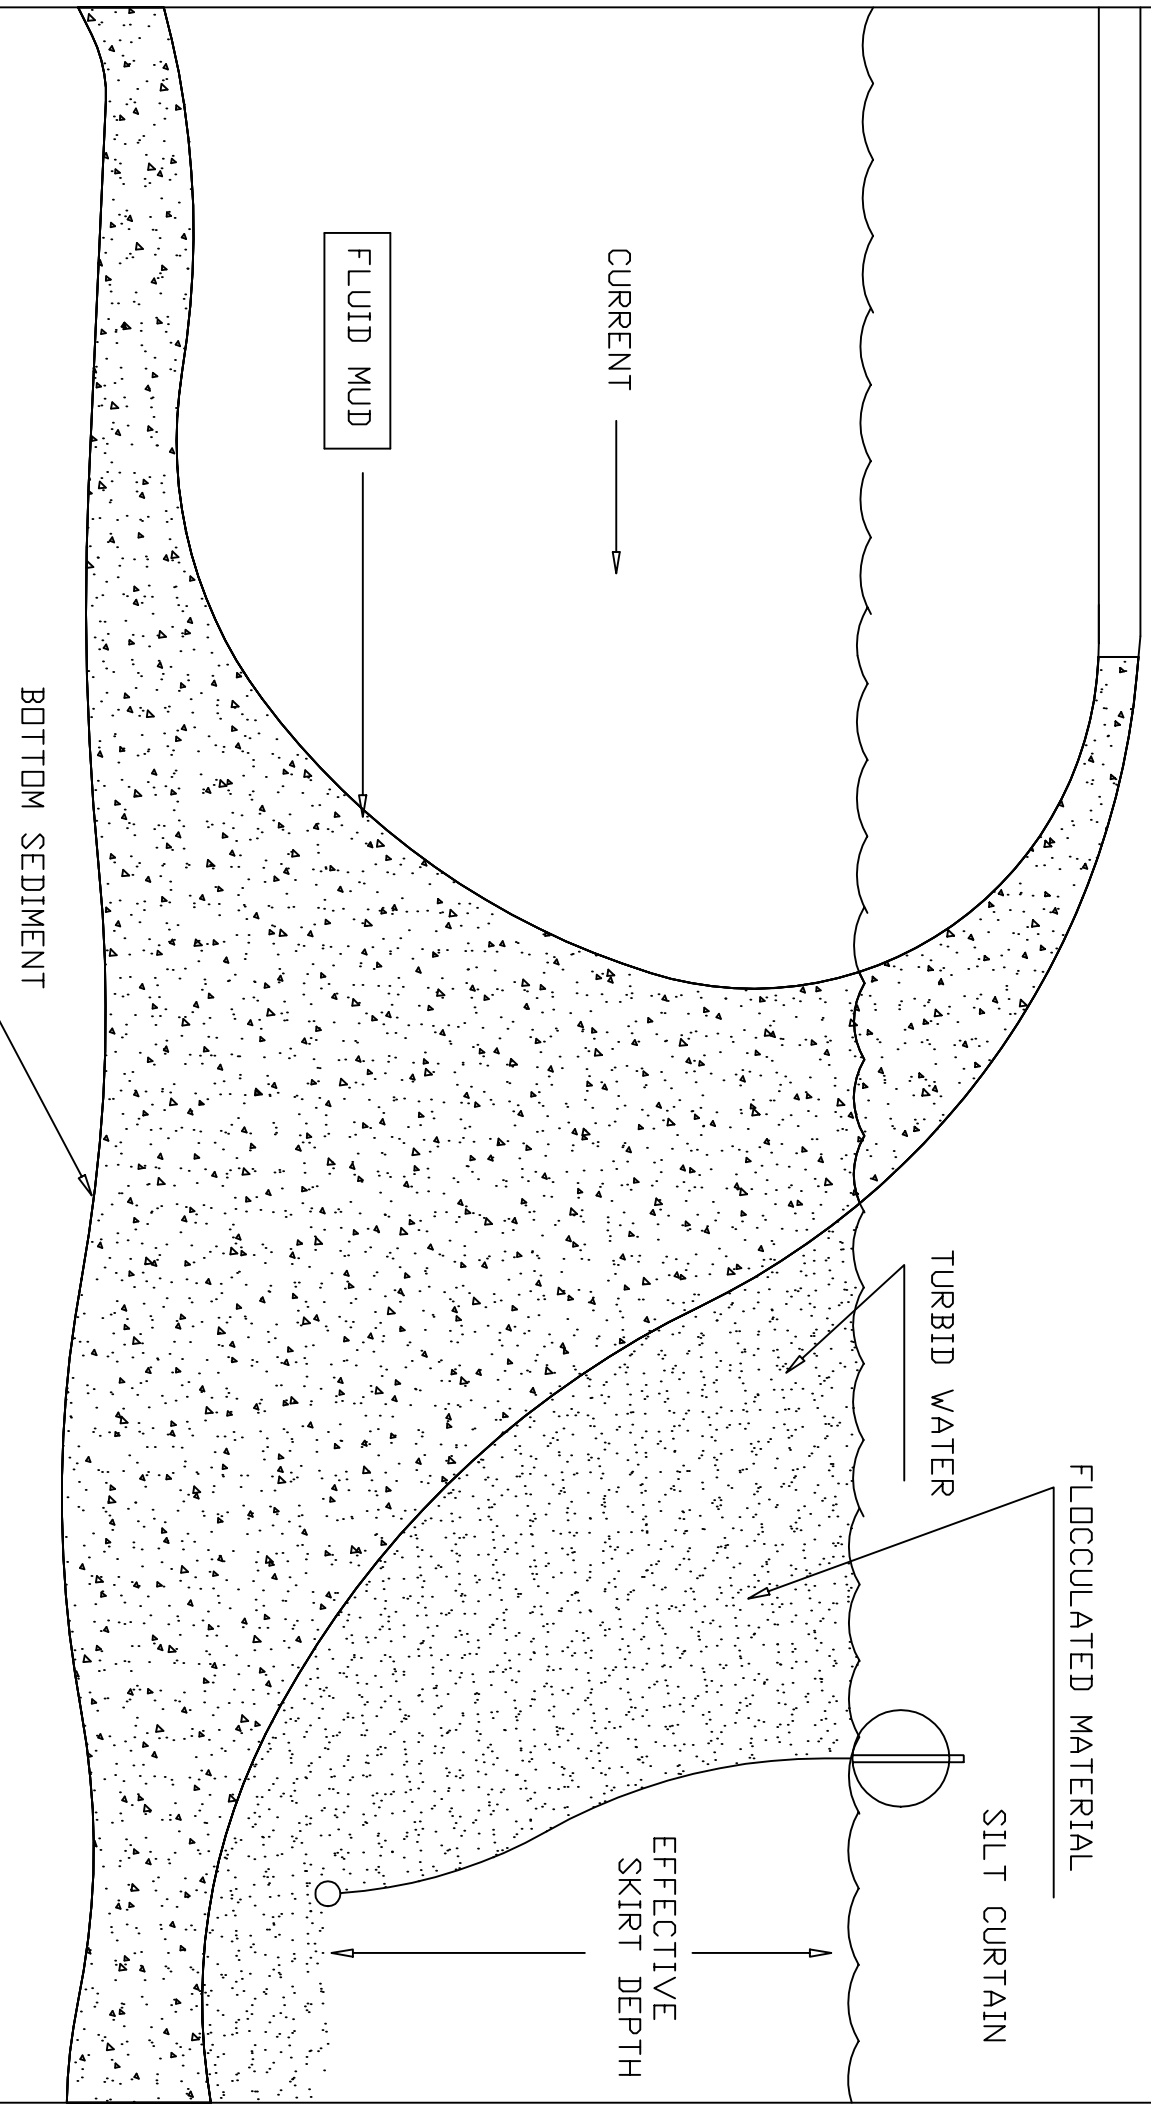 FLOCCULATED MATERIAL
SILT CURTAIN
TURBID WATER
EFFECTIVE
SKIRT DEPTH
CURRENT
FLUID MUD
BOTTOM SEDIMENT